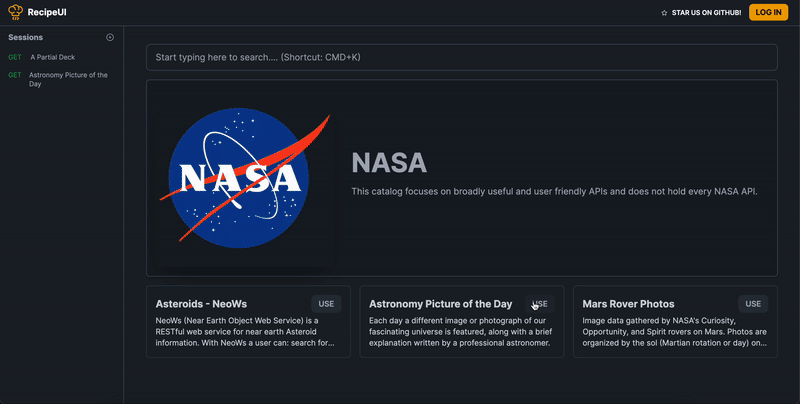 RecipeUI
STAR US ON GITHUB!
LOG IN
Sessions
GET A Partial Deck
GET Astronomy Picture of the
Day
Start typing here to search.... (Shortcut: CMD+K)
NASA
NASA
This catalog focuses on broadly useful and user friendly APIs and does not hold every NASA API.
Asteroids - NeoWs
USE
NeoWs (Near Earth Object Web Service) is a
RESTful web service for near earth Asteroid
information. With NeoWs a user can: search for...
Astronomy Picture of the Day
USE
Each day a different image or photograph of our
fascinating universe is featured, along with a brief
explanation written by a professional astronomer.
Mars Rover Photos
USE
Image data gathered by NASA's Curiosity,
Opportunity, and Spirit rovers on Mars. Photos are
organized by the sol (Martian rotation or day) on...